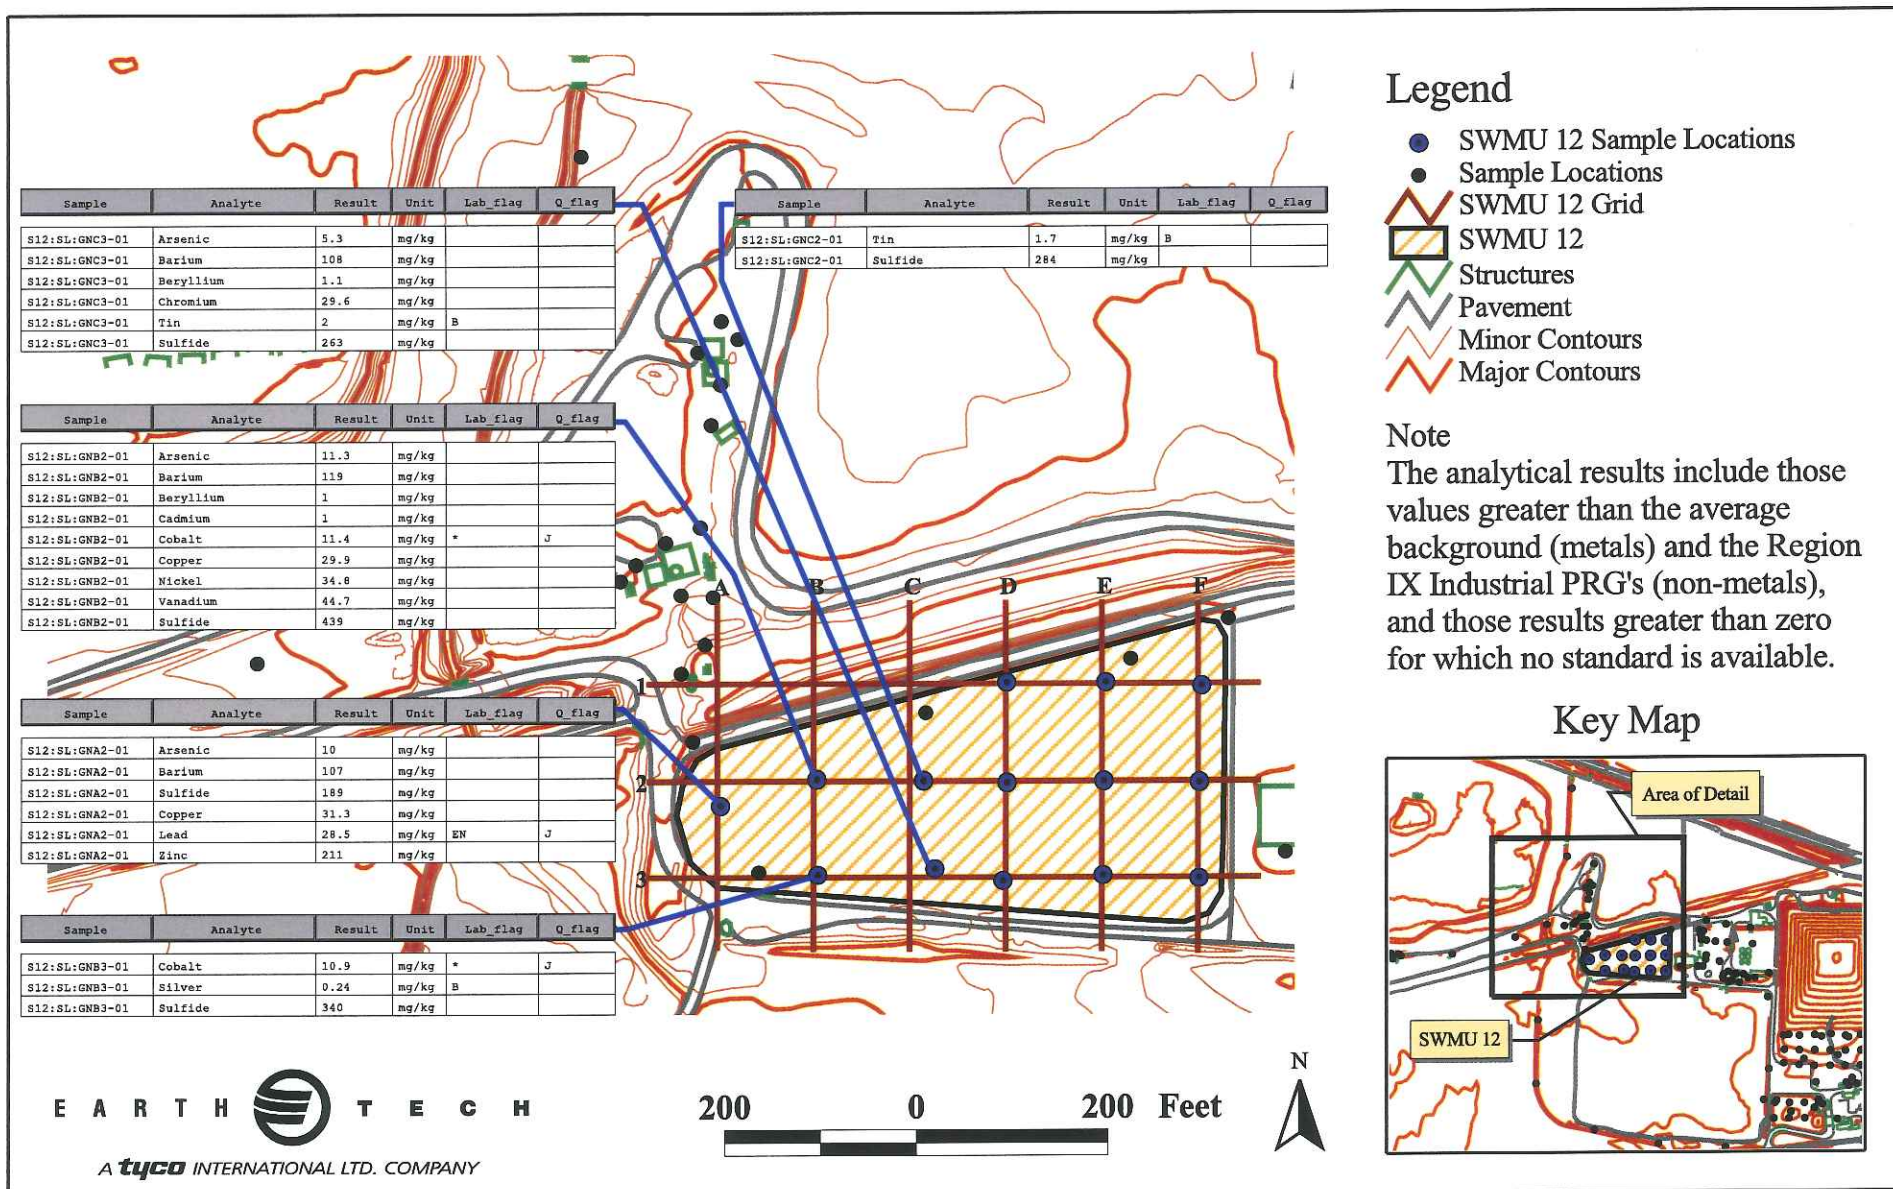 Sample Analyte Result Unit Lab_flag Q_flag
S12:SL:GNC3-01 Arsenic 5.3 mg/kg
S12:SL:GNC3-01 Barium 108 mg/kg
S12:SL:GNC3-01 Beryllium 1.1 mg/kg
S12:SL:GNC3-01 Chromium 29.6 mg/kg
S12:SL:GNC3-01 Tin 2 mg/kg B
S12:SL:GNC3-01 Sulfide 263 mg/kg
Sample Analyte Result Unit Lab_flag Q_flag
S12:SL:GNC2-01 Tin 1.7 mg/kg B
S12:SL:GNC2-01 Sulfide 284 mg/kg
Sample Analyte Result Unit Lab_flag Q_flag
S12:SL:GNB2-01 Arsenic 11.3 mg/kg
S12:SL:GNB2-01 Barium 119 mg/kg
S12:SL:GNB2-01 Beryllium 1 mg/kg
S12:SL:GNB2-01 Cadmium 1 mg/kg
S12:SL:GNB2-01 Cobalt 11.4 mg/kg * J
S12:SL:GNB2-01 Copper 29.9 mg/kg
S12:SL:GNB2-01 Nickel 34.8 mg/kg
S12:SL:GNB2-01 Vanadium 44.7 mg/kg
S12:SL:GNB2-01 Sulfide 439 mg/kg
Sample Analyte Result Unit Lab_flag Q_flag
S12:SL:GNA2-01 Arsenic 10 mg/kg
S12:SL:GNA2-01 Barium 107 mg/kg
S12:SL:GNA2-01 Sulfide 189 mg/kg
S12:SL:GNA2-01 Copper 31.3 mg/kg
S12:SL:GNA2-01 Lead 28.5 mg/kg EN J
S12:SL:GNA2-01 Zinc 211 mg/kg
Sample Analyte Result Unit Lab_flag Q_flag
S12:SL:GNB3-01 Cobalt 10.9 mg/kg * J
S12:SL:GNB3-01 Silver 0.24 mg/kg B
S12:SL:GNB3-01 Sulfide 340 mg/kg
A B C D E F
1
2
3
Legend
SWMU 12 Sample Locations
Sample Locations
SWMU 12 Grid
SWMU 12
Structures
Pavement
Minor Contours
Major Contours
Note
The analytical results include those
values greater than the average
background (metals) and the Region
IX Industrial PRG's (non-metals),
and those results greater than zero
for which no standard is available.
Key Map
Area of Detail
SWMU 12
EARTH TECH
A tyco INTERNATIONAL LTD. COMPANY
200 0 200 Feet
N